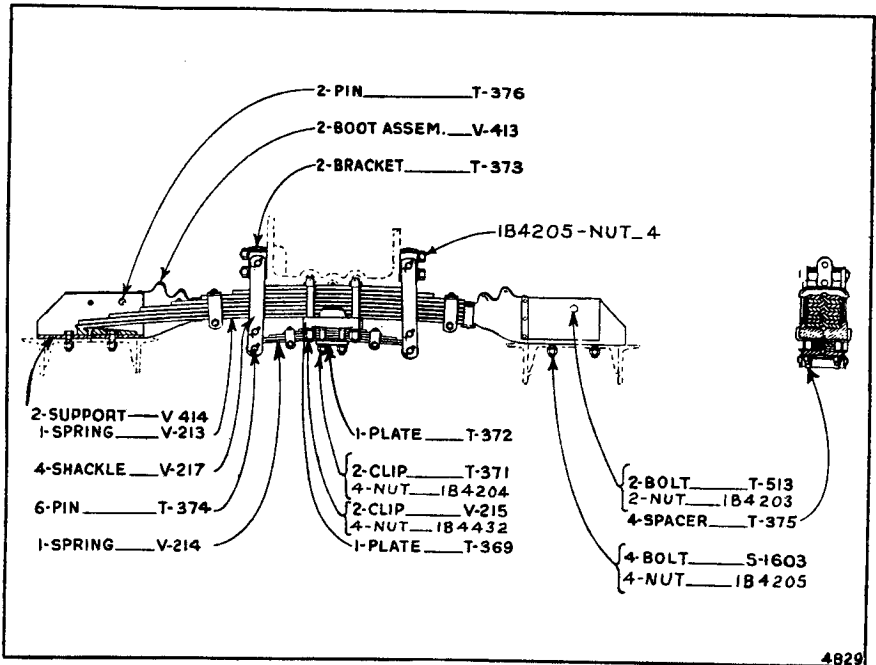 2-PIN T-376
2-BOOT ASSEM. V-413
2-BRACKET T-373
1B4205-NUT_4
2-SUPPORT V 414
1-SPRING V-213
4-SHACKLE V-217
6-PIN T-374
1-SPRING V-214
1-PLATE T-372
2-CLIP T-371
4-NUT 1B4204
2-CLIP V-215
4-NUT 1B4432
1-PLATE T-369
2-BOLT T-513
2-NUT 1B4203
4-SPACER T-375
4-BOLT S-1603
4-NUT 1B4205
4829